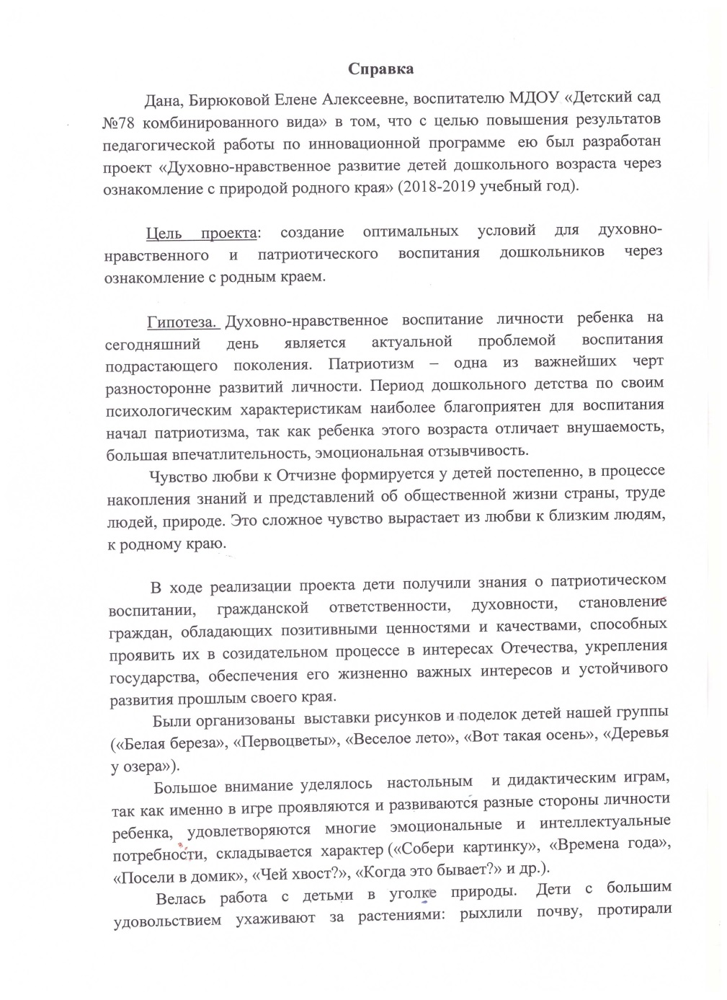 Справка
Дана, Бирюковой Елене Алексеевне, воспитателю МДОУ «Детский сад
№78 комбинированного вида» в том, что с целью повышения результатов
педагогической работы по инновационной программе ею был разработан
проект «Духовно-нравственное развитие детей дошкольного возраста через
ознакомление с природой родного края» (2018-2019 учебный год).
Цель проекта: создание оптимальных условий для духовно-
нравственного и патриотического воспитания дошкольников через
ознакомление с родным краем.
Гипотеза. Духовно-нравственное воспитание личности ребенка на
сегодняшний день является актуальной проблемой воспитания
подрастающего поколения. Патриотизм – одна из важнейших черт
разносторонне развитий личности. Период дошкольного детства по своим
психологическим характеристикам наиболее благоприятен для воспитания
начал патриотизма, так как ребенка этого возраста отличает внушаемость,
большая впечатлительность, эмоциональная отзывчивость.
Чувство любви к Отчизне формируется у детей постепенно, в процессе
накопления знаний и представлений об общественной жизни страны, труде
людей, природе. Это сложное чувство вырастает из любви к близким людям,
к родному краю.
В ходе реализации проекта дети получили знания о патриотическом
воспитании, гражданской ответственности, духовности, становление
граждан, обладающих позитивными ценностями и качествами, способных
проявить их в созидательном процессе в интересах Отечества, укрепления
государства, обеспечения его жизненно важных интересов и устойчивого
развития прошлым своего края.
Были организованы выставки рисунков и поделок детей нашей группы
(«Белая береза», «Первоцветы», «Веселое лето», «Вот такая осень», «Деревья
у озера»).
Большое внимание уделялось настольным и дидактическим играм,
так как именно в игре проявляются и развиваются разные стороны личности
ребенка, удовлетворяются многие эмоциональные и интеллектуальные
потребности, складывается характер («Собери картинку», «Времена года»,
«Посели в домик», «Чей хвост?», «Когда это бывает?» и др.).
Велась работа с детьми в уголке природы. Дети с большим
удовольствием ухаживают за растениями: рыхлили почву, протирали